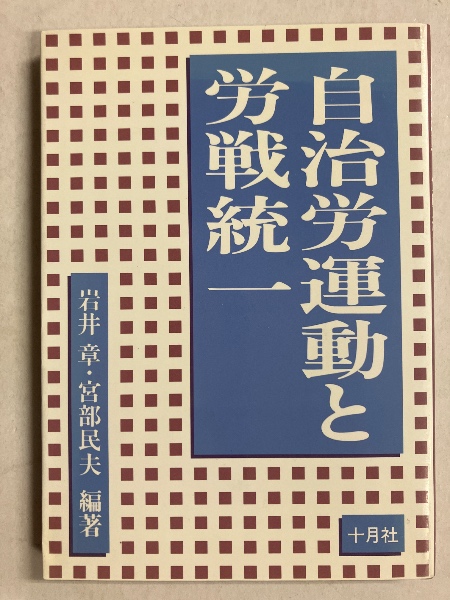 自治労運動と
労戦統一
岩井 章・宮部民夫 編著
十月社